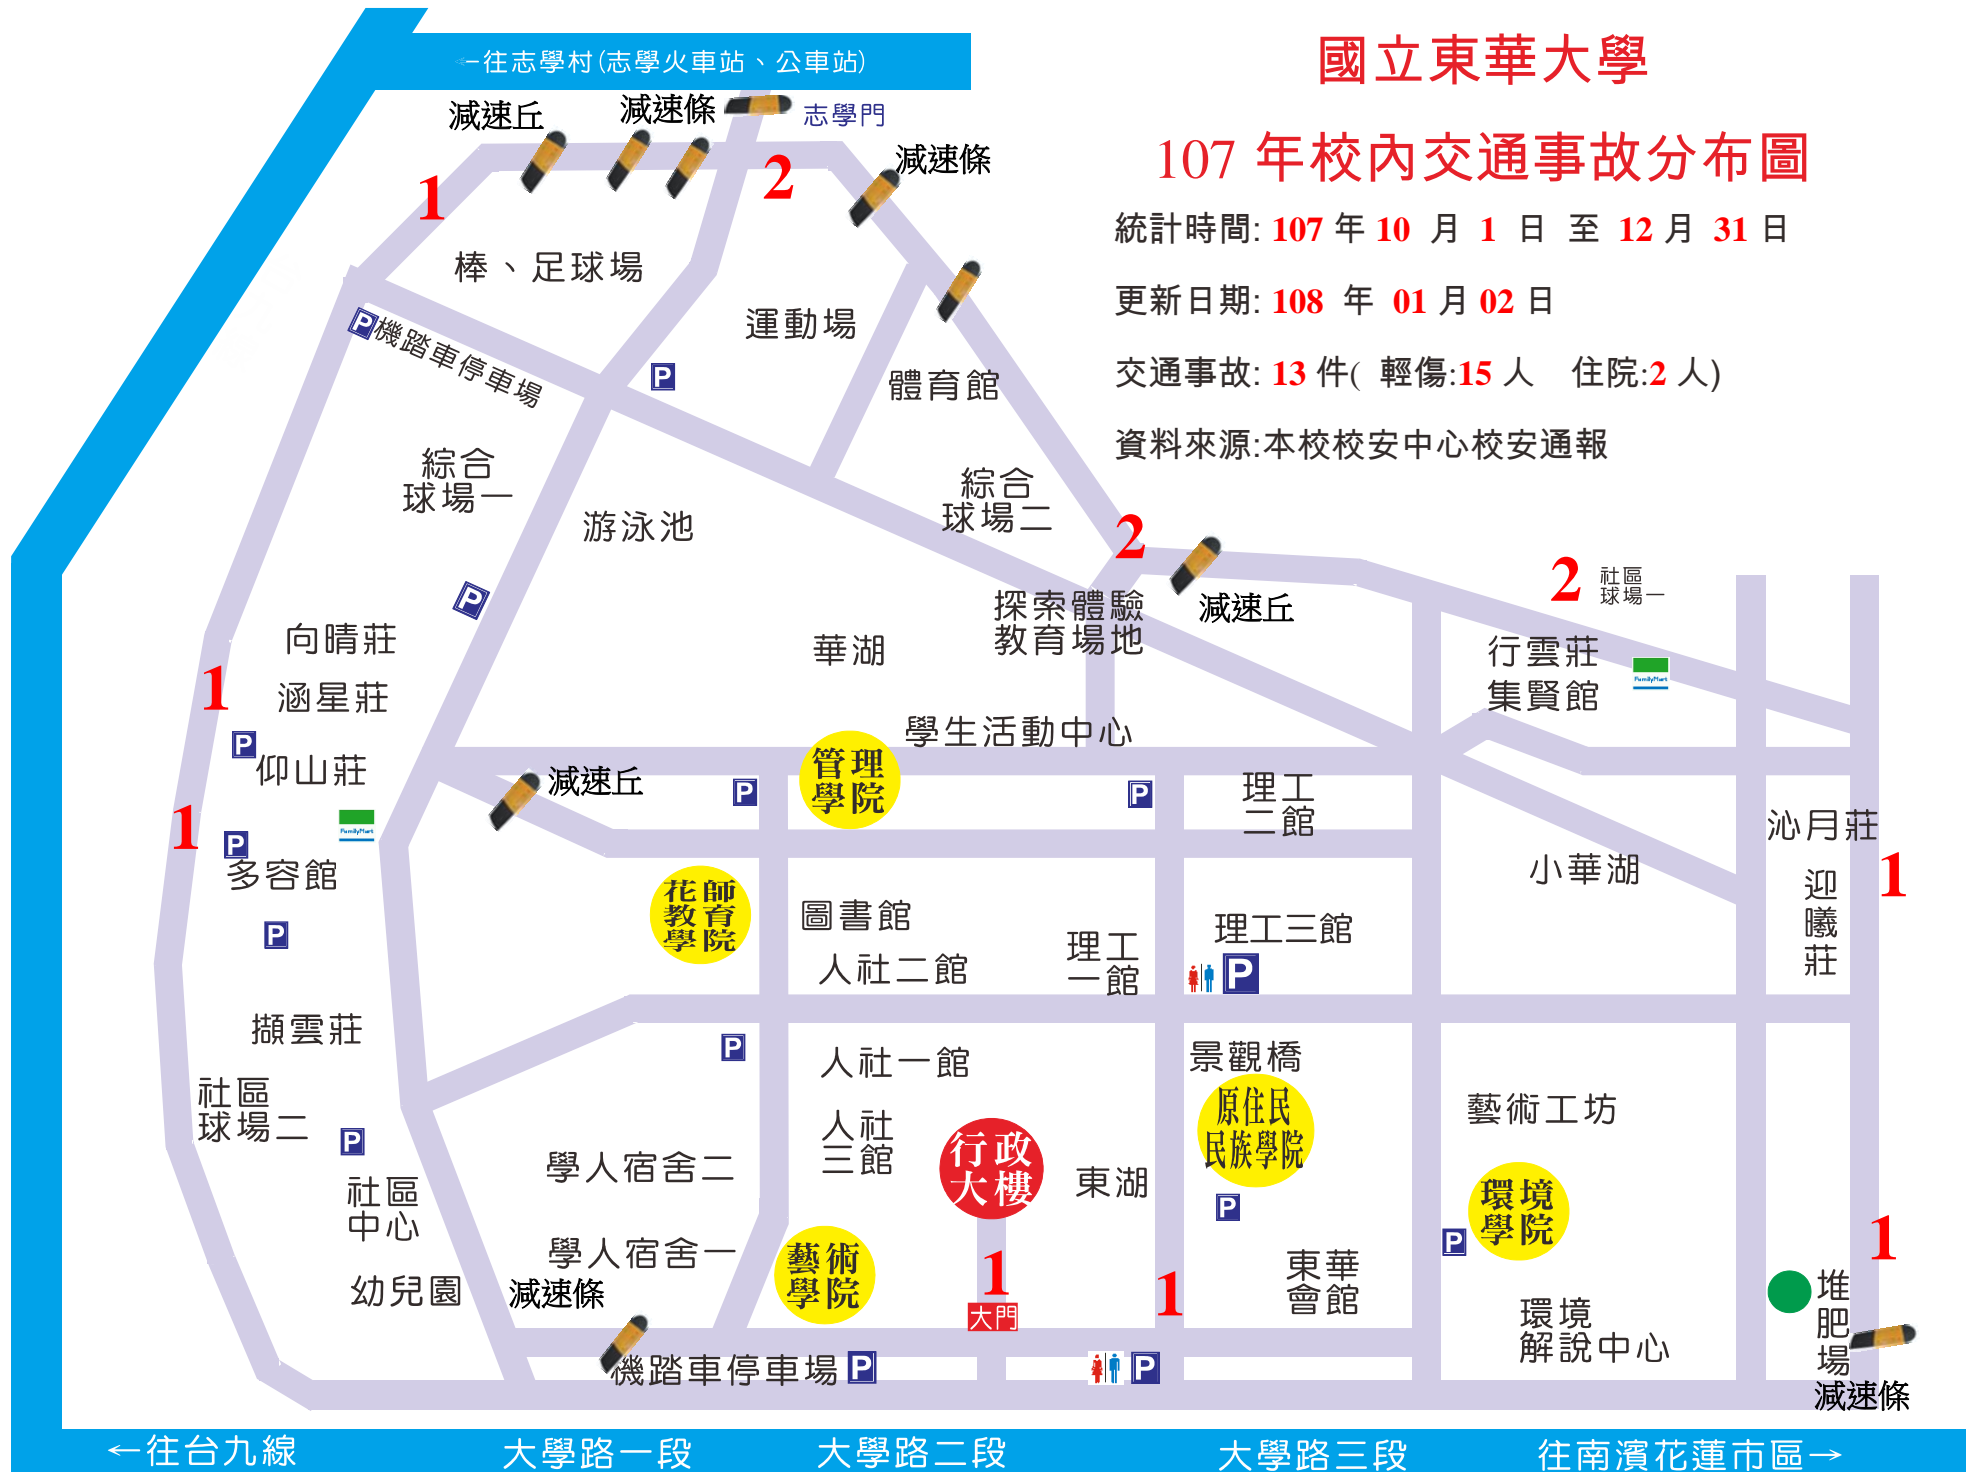 國立東華大學
107 年校內交通事故分布圖
統計時間: 107 年 10 月 1 日 至 12 月 31 日
更新日期: 108 年 01 月 02 日
交通事故: 13 件( 輕傷:15 人 住院:2 人)
資料來源:本校校安中心校安通報
←往志學村(志學火車站、公車站)
減速丘
減速條
志學門
減速條
1
2
棒、足球場
運動場
P
機踏車停車場
P
體育館
綜合
球場一
游泳池
綜合
球場二
2
減速丘
2
社區
球場一
P
探索體驗
教育場地
向晴莊
華湖
行雲莊
FamilyMart
集賢館
涵星莊
1
學生活動中心
P
仰山莊
減速丘
P
管理
學院
P
理工
二館
1
P
FamilyMart
多容館
沁月莊
小華湖
1
迎曦莊
花師
教育
學院
圖書館
P
人社二館
理工
一館
理工三館
P
擷雲莊
P
人社一館
景觀橋
社區
球場二
P
人社
三館
行政
大樓
原住民
民族學院
藝術工坊
學人宿舍二
東湖
社區
中心
P
環境
學院
P
學人宿舍一
藝術
學院
1
東華
會館
1
幼兒園
減速條
1
大門
環境
解說中心
堆肥場
機踏車停車場
P
P
減速條
←往台九線
大學路一段
大學路二段
大學路三段
往南濱花蓮市區→